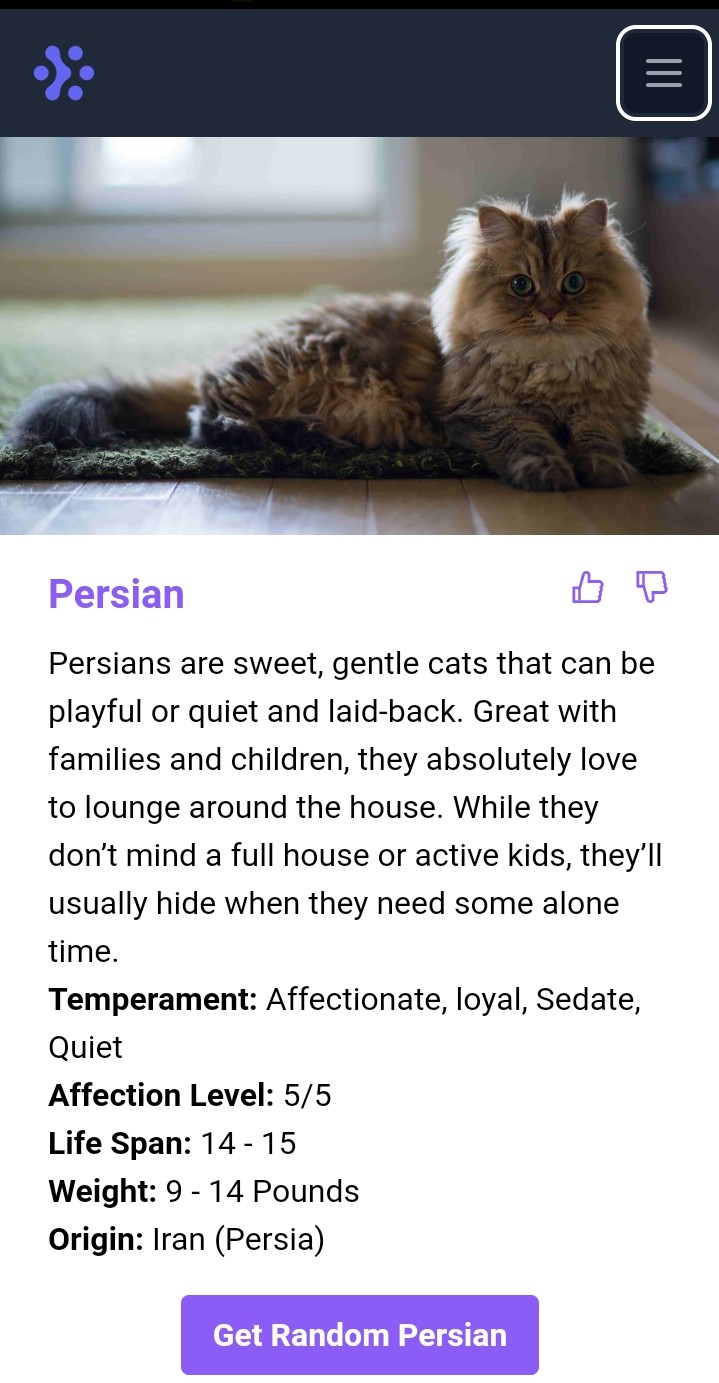 Persian
Persians are sweet, gentle cats that can be
playful or quiet and laid-back. Great with
families and children, they absolutely love
to lounge around the house. While they
don’t mind a full house or active kids, they’ll
usually hide when they need some alone
time.
Temperament: Affectionate, loyal, Sedate,
Quiet
Affection Level: 5/5
Life Span: 14 - 15
Weight: 9 - 14 Pounds
Origin: Iran (Persia)
Get Random Persian